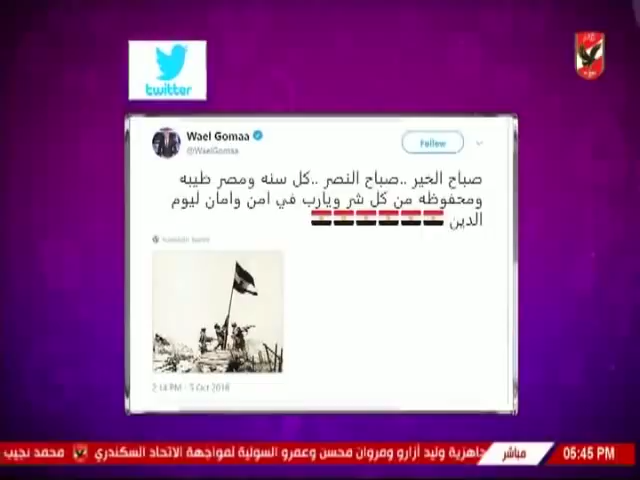 twitter
Wael Gomaa
@WaelGomaa
Follow
صباح الخير ..صباح النصر ..كل سنه ومصر طيبه
ومحفوظه من كل شر ويارب في امن وامان ليوم
الدين
2:14 PM - 5 Oct 2018
جاهزية وليد أزارو ومروان محسن وعمرو السولية لمواجهة الاتحاد السكندري
محمد نجيب
مباشر
05:45 PM